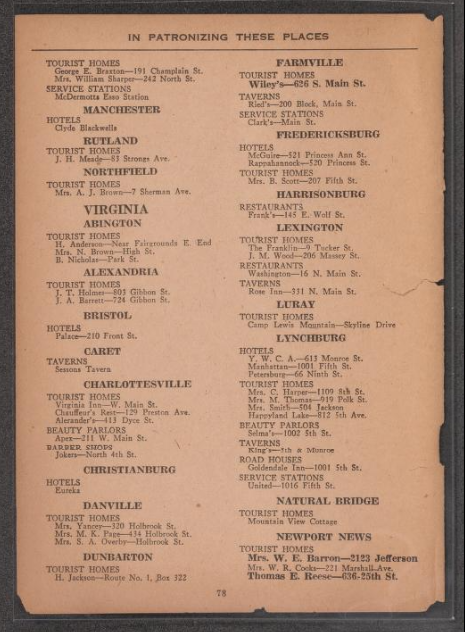 IN PATRONIZING THESE PLACES
TOURIST HOMES
George E. Braxton—191 Champlain St.
Mrs. William Sharper—242 North St.
SERVICE STATIONS
McDermotts Esso Station
MANCHESTER
HOTELS
Clyde Blackwells
RUTLAND
TOURIST HOMES
J. H. Meade—83 Strongs Ave.
NORTHFIELD
TOURIST HOMES
Mrs. A. J. Brown—7 Sherman Ave.
VIRGINIA
ABINGTON
TOURIST HOMES
H. Anderson—Near Fairgrounds E. End
Mrs. N. Brown—High St.
B. Nicholas—Park St.
ALEXANDRIA
TOURIST HOMES
J. T. Holmes—803 Gibbon St.
J. A. Barrett—724 Gibbon St.
BRISTOL
HOTELS
Palace—210 Front St.
CARET
TAVERNS
Sessons Tavern
CHARLOTTESVILLE
TOURIST HOMES
Virginia Inn—W. Main St.
Chauffeur's Rest—129 Preston Ave.
Alexander's—413 Dyce St.
BEAUTY PARLORS
Apex—211 W. Main St.
BARBER SHOPS
Jokers—North 4th St.
CHRISTIANBURG
HOTELS
Eureka
DANVILLE
TOURIST HOMES
Mrs. Yancey—320 Holbrook St.
Mrs. M. K. Page—434 Holbrook St.
Mrs. S. A. Overby—Holbrook St.
DUNBARTON
TOURIST HOMES
H. Jackson—Route No. 1, Box 322
FARMVILLE
TOURIST HOMES
Wiley's—626 S. Main St.
TAVERNS
Ried's—200 Block, Main St.
SERVICE STATIONS
Clark's—Main St.
FREDERICKSBURG
HOTELS
McGuire—521 Princess Ann St.
Rappahanneck—520 Princess St.
TOURIST HOMES
Mrs. B. Scott—207 Fifth St.
HARRISONBURG
RESTAURANTS
Frank's—145 E. Wolf St.
LEXINGTON
TOURIST HOMES
The Franklin—9 Tucker St.
J. M. Wood—206 Massey St.
RESTAURANTS
Washington—16 N. Main St.
TAVERNS
Rose Inn—331 N. Main St.
LURAY
TOURIST HOMES
Camp Lewis Mountain—Skyline Drive
LYNCHBURG
HOTELS
Y. W. C. A.—613 Monroe St.
Manhattan—1001 Fifth St.
Petersburg—66 Ninth St.
TOURIST HOMES
Mrs. C. Harper—1109 8th St.
Mrs. M. Thomas—919 Polk St.
Mrs. Smith—504 Jackson
Happyland Lake—812 5th Ave.
BEAUTY PARLORS
Selma's—1002 5th St.
TAVERNS
King's—5th & Monroe
ROAD HOUSES
Goldendale Inn—1001 5th St.
SERVICE STATIONS
United—1016 Fifth St.
NATURAL BRIDGE
TOURIST HOMES
Mountain View Cottage
NEWPORT NEWS
TOURIST HOMES
Mrs. W. E. Barron—2123 Jefferson
Mrs. W. R. Cooks—221 Marshall Ave.
Thomas E. Reese—636-25th St.
78